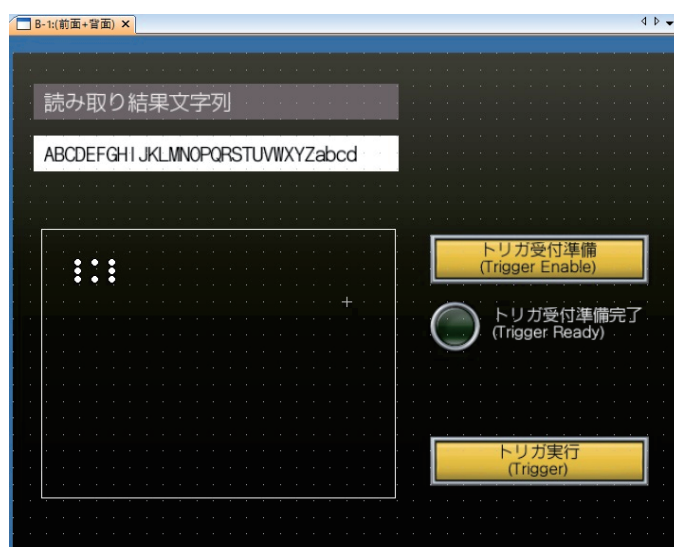 B-1:(前面+背面)
読み取り結果文字列
ABCDEFGHIJKLMNOPQRSTUVWXYZabcd
トリガ受付準備
(Trigger Enable)
トリガ受付準備完了
(Trigger Ready)
トリガ実行
(Trigger)